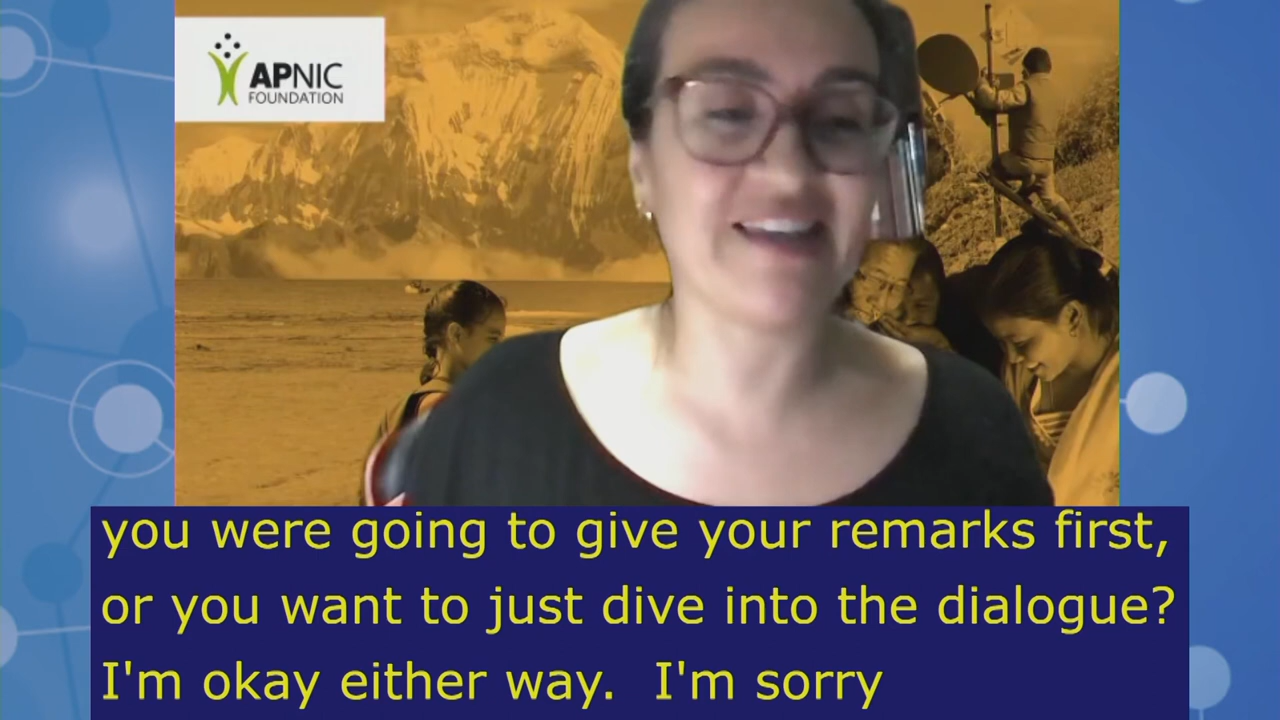 APNIC
FOUNDATION
you were going to give your remarks first,
or you want to just dive into the dialogue?
I'm okay either way.  I'm sorry